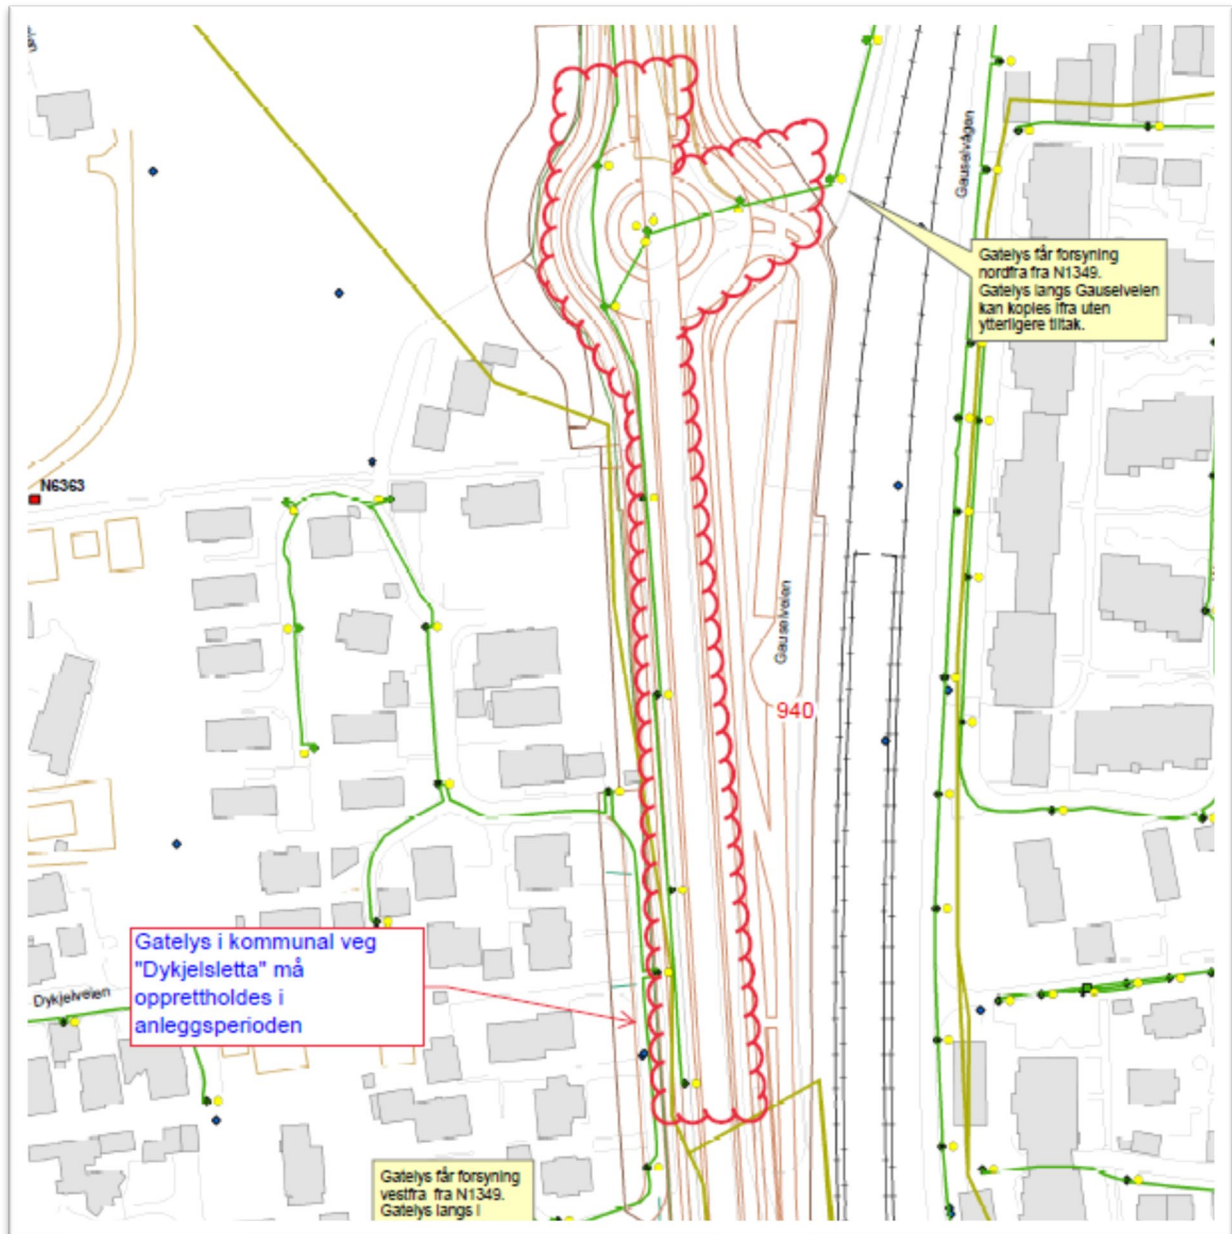 Gauselvågen
Gatelys får forsyning
nordfra fra N1349.
Gatelys langs Gauselveien
kan koples ifra uten
ytterligere tiltak.
N6363
Gauselveien
940
Gatelys i kommunal veg
"Dykjelsletta" må
opprettholdes i
anleggsperioden
Dykjelveien
Gatelys får forsyning
vestfra fra N1349.
Gatelys langs i